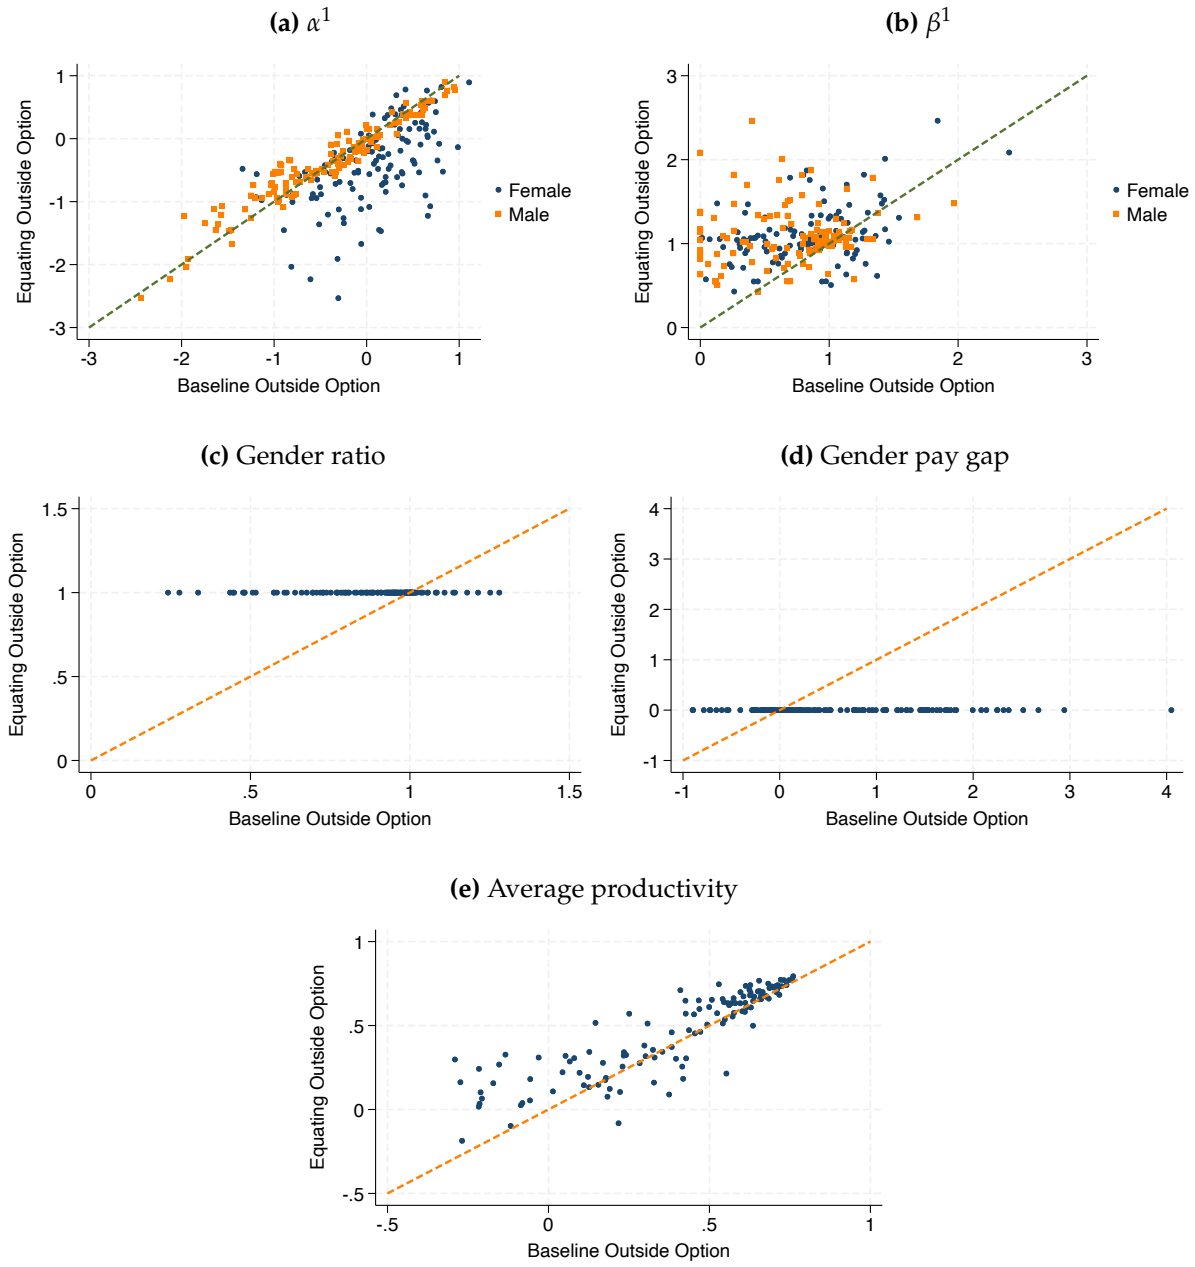 (a) α¹
(b) β¹
Equating Outside Option
1
0
-1
-2
-3
-3 -2 -1 0 1
Baseline Outside Option
Female
Male
Equating Outside Option
3
2
1
0
0 1 2 3
Baseline Outside Option
Female
Male
(c) Gender ratio
(d) Gender pay gap
Equating Outside Option
1.5
1
.5
0
0 .5 1 1.5
Baseline Outside Option
Equating Outside Option
4
3
2
1
0
-1
-1 0 1 2 3 4
Baseline Outside Option
(e) Average productivity
Equating Outside Option
1
.5
0
-.5
-.5 0 .5 1
Baseline Outside Option